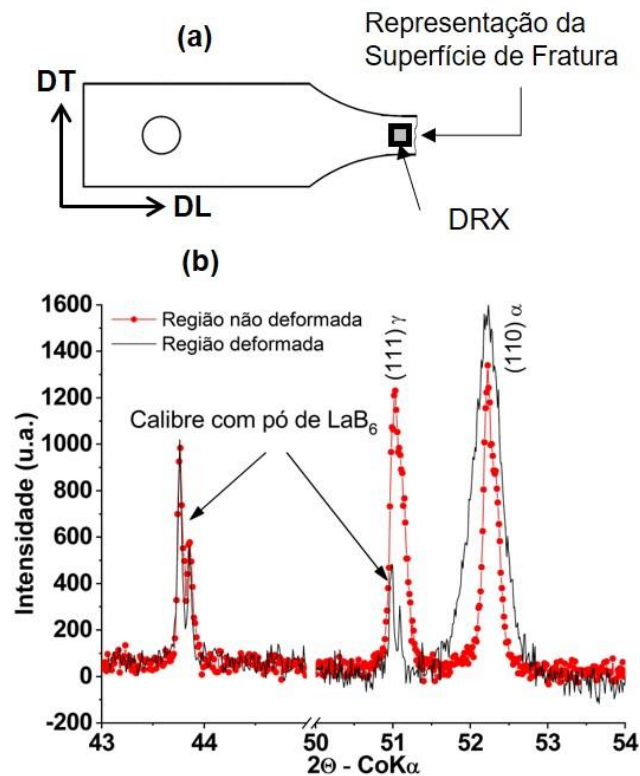 (a)
Representação da
Superfície de Fratura
DT
DL
DRX
(b)
1600
1400
1200
1000
800
600
400
200
0
-200
Intensidade (u.a.)
Região não deformada
Região deformada
Calibre com pó de LaB₆
(111) γ
(110) α
43
44
50
51
52
53
54
2Θ - CoKα